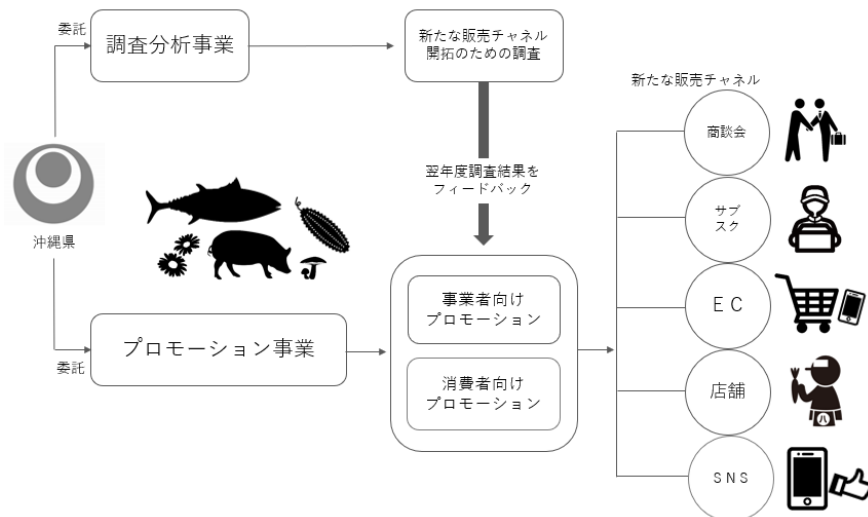 委託
調査分析事業
新たな販売チャネル
開拓のための調査
新たな販売チャネル
商談会
翌年度調査結果を
フィードバック
サブ
スク
沖縄県
事業者向け
プロモーション
ＥＣ
プロモーション事業
委託
消費者向け
プロモーション
店舗
八
ＳＮＳ